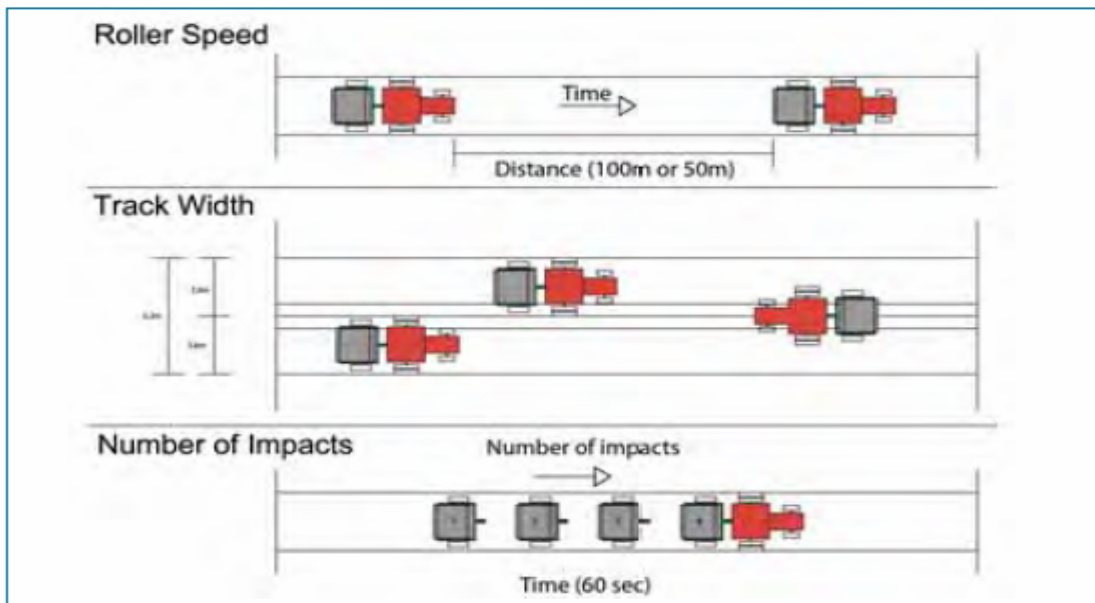 Roller Speed
Time
Distance (100m or 50m)
Track Width
Number of Impacts
Number of impacts
Time (60 sec)